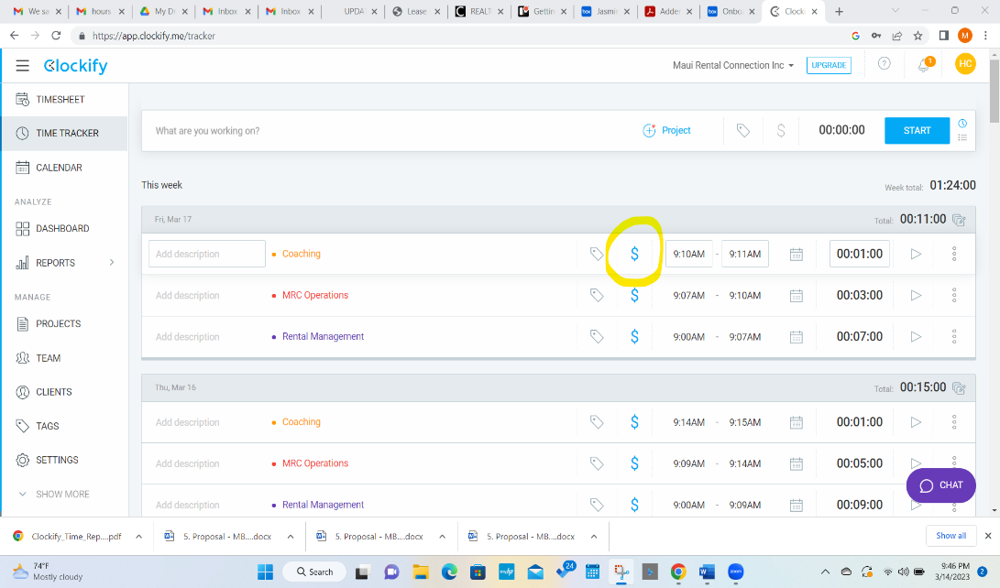 We sa
hours
My Dr
Inbox
Inbox
UPDAT
Lease
REALT
Gettin
Jasmi
Adder
Onbo
Clocki
https://app.clockify.me/tracker
M
Clockify
Maui Rental Connection Inc
UPGRADE
1
HC
TIMESHEET
TIME TRACKER
CALENDAR
ANALYZE
DASHBOARD
REPORTS
MANAGE
PROJECTS
TEAM
CLIENTS
TAGS
SETTINGS
SHOW MORE
What are you working on?
Project
$
00:00:00
START
This week
Week total: 01:24:00
Fri, Mar 17
Total: 00:11:00
Add description Coaching $ 9:10AM - 9:11AM 00:01:00
Add description MRC Operations $ 9:07AM - 9:10AM 00:03:00
Add description Rental Management $ 9:00AM - 9:07AM 00:07:00
Thu, Mar 16
Total: 00:15:00
Add description Coaching $ 9:14AM - 9:15AM 00:01:00
Add description MRC Operations $ 9:09AM - 9:14AM 00:05:00
Add description Rental Management $ 9:00AM - 9:09AM 00:09:00
CHAT
Clockify_Time_Rep....pdf
5. Proposal - MB....docx
5. Proposal - MB....docx
5. Proposal - MB....docx
Show all
74°F
Mostly cloudy
Search
24
zoom
9:46 PM
3/14/2023
2